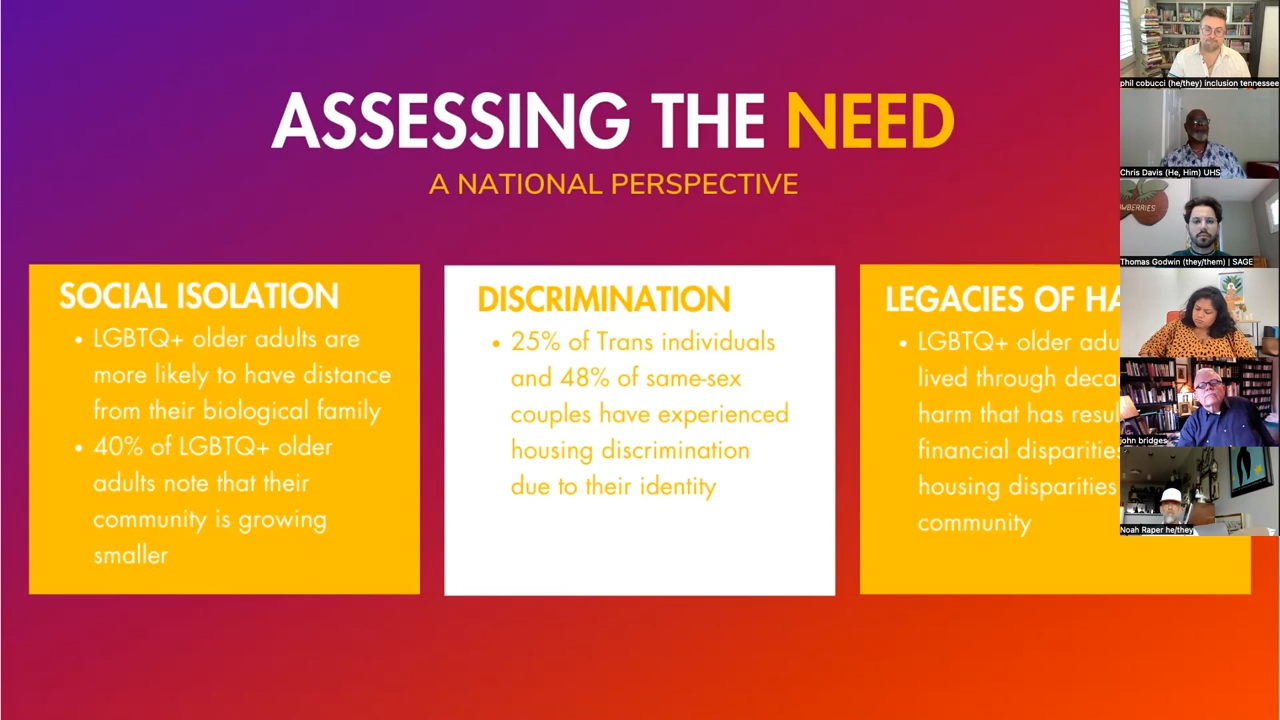 ASSESSING THE NEED
A NATIONAL PERSPECTIVE
SOCIAL ISOLATION
• LGBTQ+ older adults are
more likely to have distance
from their biological family
• 40% of LGBTQ+ older
adults note that their
community is growing
smaller
DISCRIMINATION
• 25% of Trans individuals
and 48% of same-sex
couples have experienced
housing discrimination
due to their identity
LEGACIES OF HA
• LGBTQ+ older adu
lived through deca
harm that has resul
financial disparities
housing disparities
community
phil cobucci (he/they) inclusion tennessee
Chris Davis (He, Him) UHS
WBERRIES
Thomas Godwin (they/them) | SAGE
john bridges
Noah Raper he/they